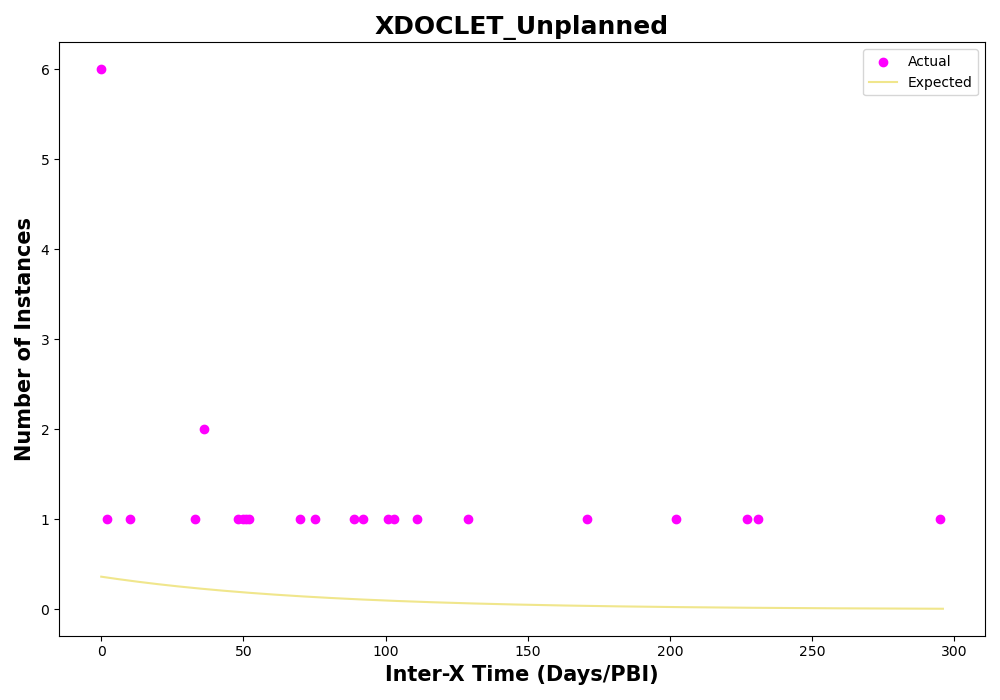 XDOCLET_Unplanned
Actual
Expected
Number of Instances
6
5
4
3
2
1
0
0 50 100 150 200 250 300
Inter-X Time (Days/PBI)